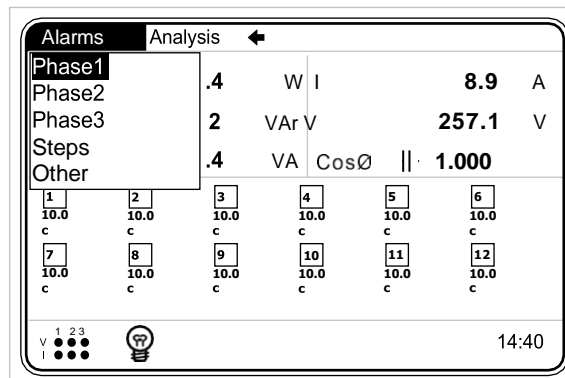 Alarms Analysis
Phase1
Phase2
Phase3
Steps
Other
.4 W I 8.9 A
2 VAr V 257.1 V
.4 VA CosØ 1.000
1 2 3 4 5 6
10.0 10.0 10.0 10.0 10.0 10.0
c c c c c c
7 8 9 10 11 12
10.0 10.0 10.0 10.0 10.0 10.0
c c c c c c
1 2 3
V
I
14:40